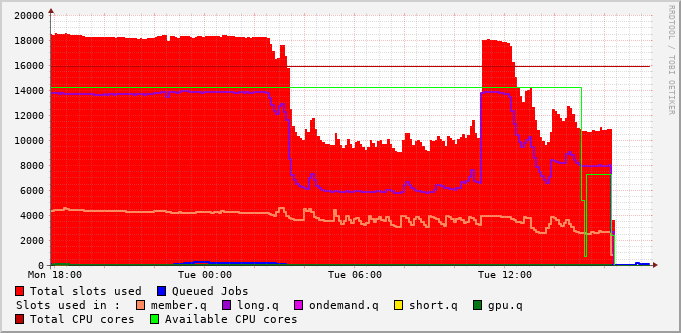 20000
18000
16000
14000
12000
10000
8000
6000
4000
2000
0
Mon 18:00 Tue 00:00 Tue 06:00 Tue 12:00
RRDTOOL / TOBI OETIKER
Total slots used Queued Jobs
Slots used in : member.q long.q ondemand.q short.q gpu.q
Total CPU cores Available CPU cores